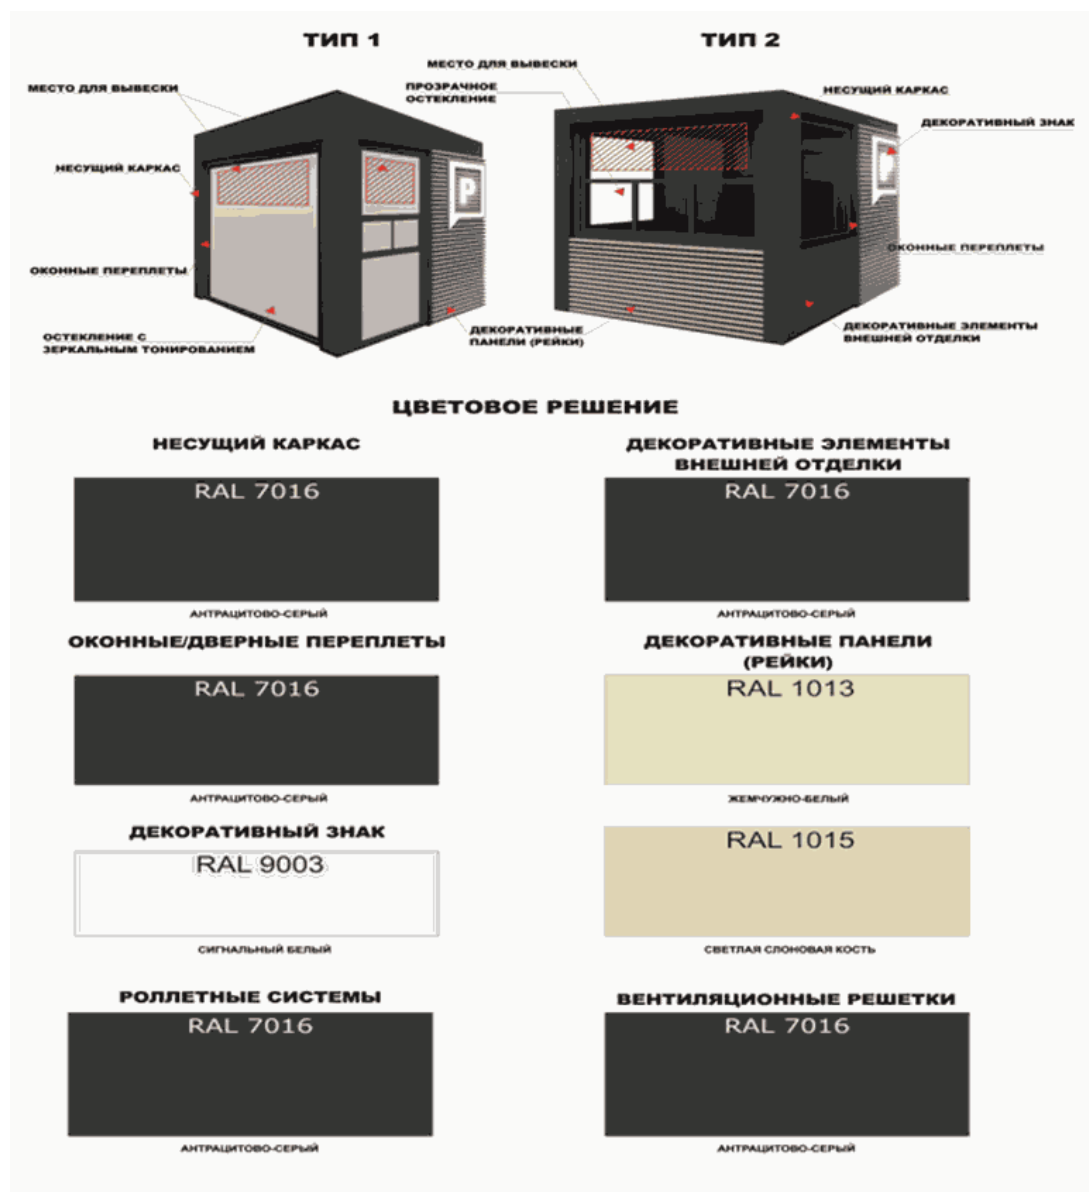 ТИП 1
МЕСТО ДЛЯ ВЫВЕСКИ
НЕСУЩИЙ КАРКАС
P
ОКОННЫЕ ПЕРЕПЛЕТЫ
ОСТЕКЛЕНИЕ С
ЗЕРКАЛЬНЫМ ТОНИРОВАНИЕМ
ДЕКОРАТИВНЫЕ
ПАНЕЛИ (РЕЙКИ)
ТИП 2
МЕСТО ДЛЯ ВЫВЕСКИ
ПРОЗРАЧНОЕ
ОСТЕКЛЕНИЕ
НЕСУЩИЙ КАРКАС
ДЕКОРАТИВНЫЙ ЗНАК
P
ОКОННЫЕ ПЕРЕПЛЕТЫ
ДЕКОРАТИВНЫЕ ЭЛЕМЕНТЫ
ВНЕШНЕЙ ОТДЕЛКИ
ЦВЕТОВОЕ РЕШЕНИЕ
НЕСУЩИЙ КАРКАС
RAL 7016
АНТРАЦИТОВО-СЕРЫЙ
ДЕКОРАТИВНЫЕ ЭЛЕМЕНТЫ
ВНЕШНЕЙ ОТДЕЛКИ
RAL 7016
АНТРАЦИТОВО-СЕРЫЙ
ОКОННЫЕ/ДВЕРНЫЕ ПЕРЕПЛЕТЫ
RAL 7016
АНТРАЦИТОВО-СЕРЫЙ
ДЕКОРАТИВНЫЕ ПАНЕЛИ
(РЕЙКИ)
RAL 1013
ЖЕМЧУЖНО-БЕЛЫЙ
ДЕКОРАТИВНЫЙ ЗНАК
RAL 9003
СИГНАЛЬНЫЙ БЕЛЫЙ
RAL 1015
СВЕТЛАЯ СЛОНОВАЯ КОСТЬ
РОЛЛЕТНЫЕ СИСТЕМЫ
RAL 7016
АНТРАЦИТОВО-СЕРЫЙ
ВЕНТИЛЯЦИОННЫЕ РЕШЕТКИ
RAL 7016
АНТРАЦИТОВО-СЕРЫЙ